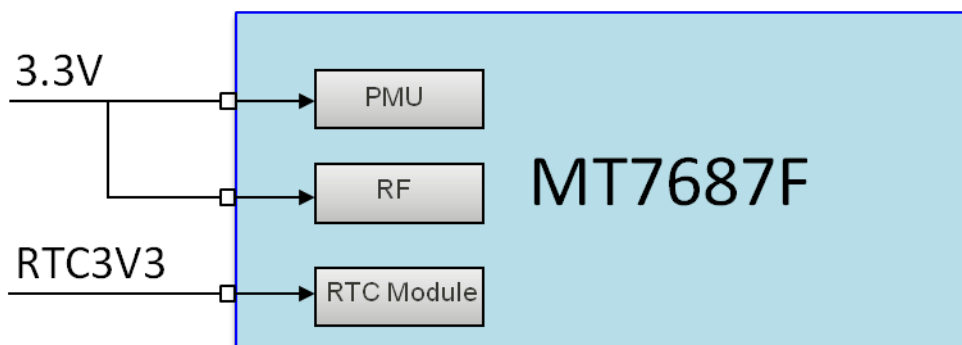 3.3V
PMU
RF
MT7687F
RTC3V3
RTC Module